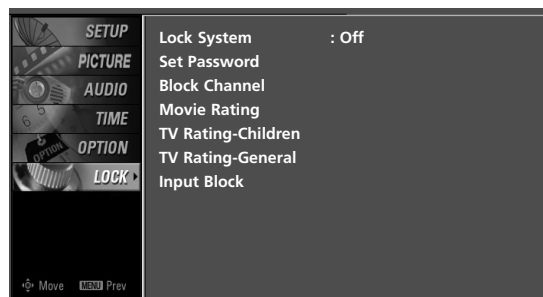 SETUP
PICTURE
AUDIO
TIME
OPTION
LOCK
Lock System : Off
Set Password
Block Channel
Movie Rating
TV Rating-Children
TV Rating-General
Input Block
Move MENU Prev